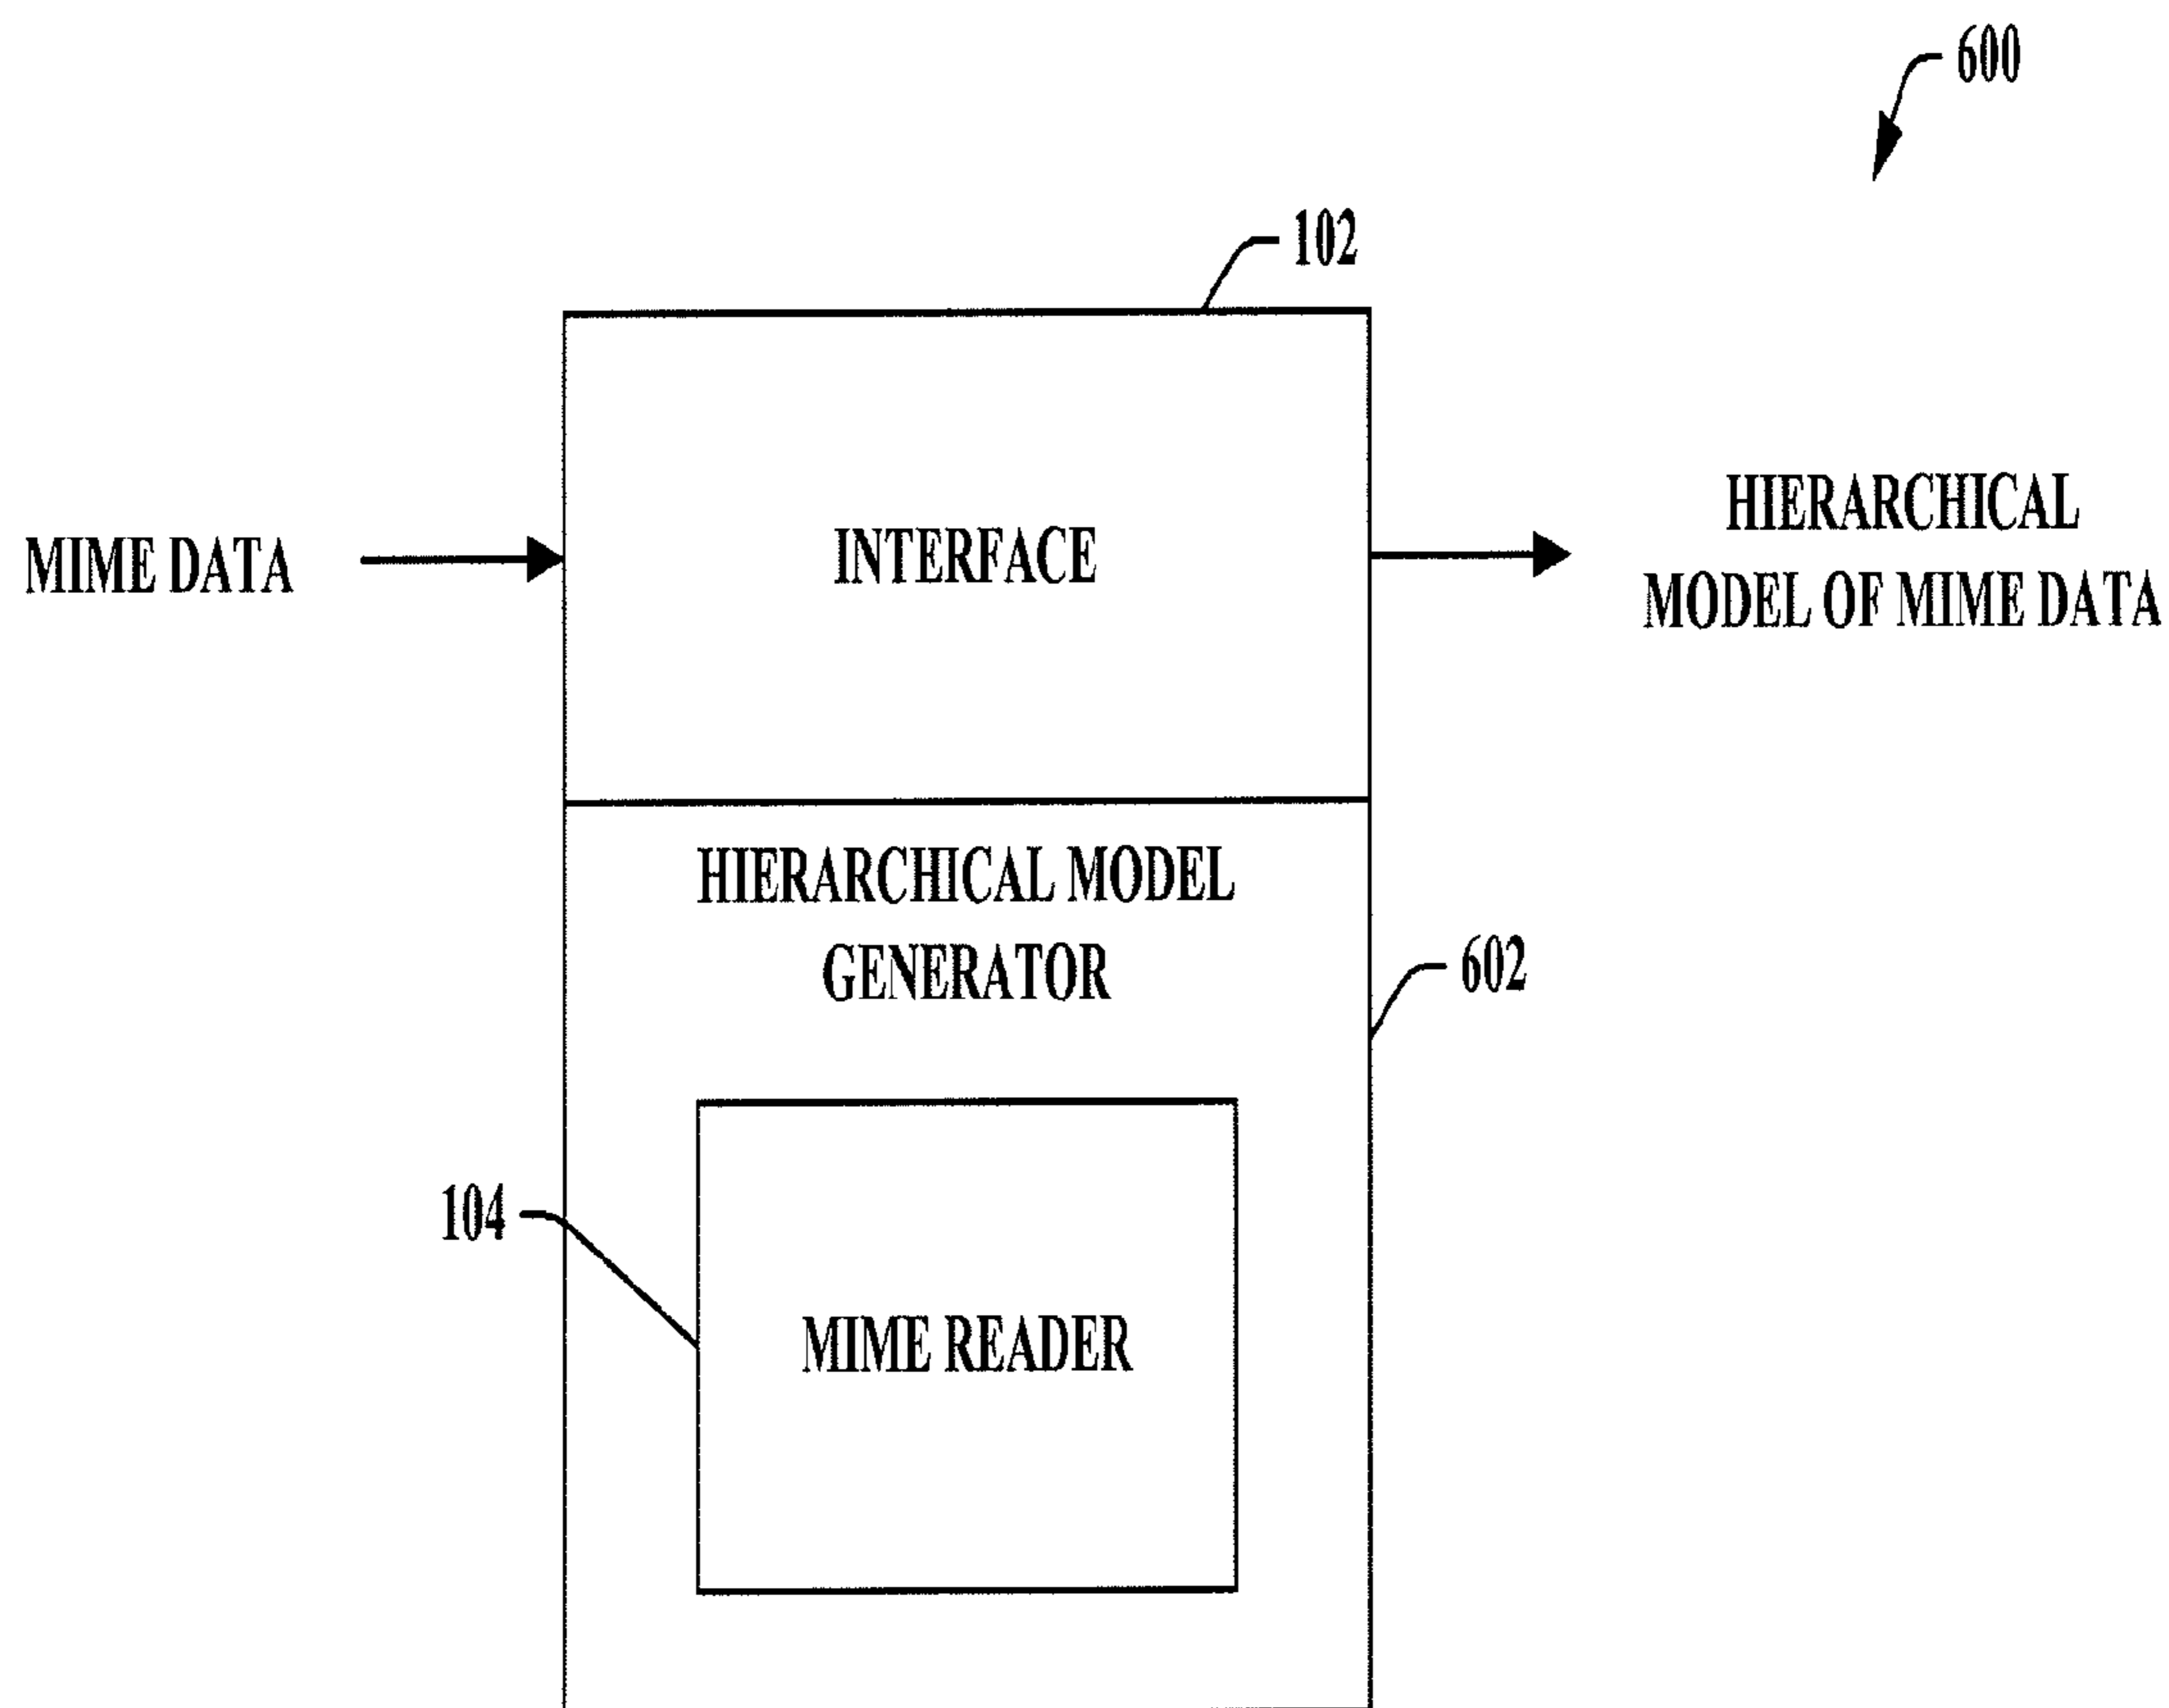 600
102
MIME DATA
INTERFACE
HIERARCHICAL
MODEL OF MIME DATA
HIERARCHICAL MODEL
GENERATOR
602
104
MIME READER